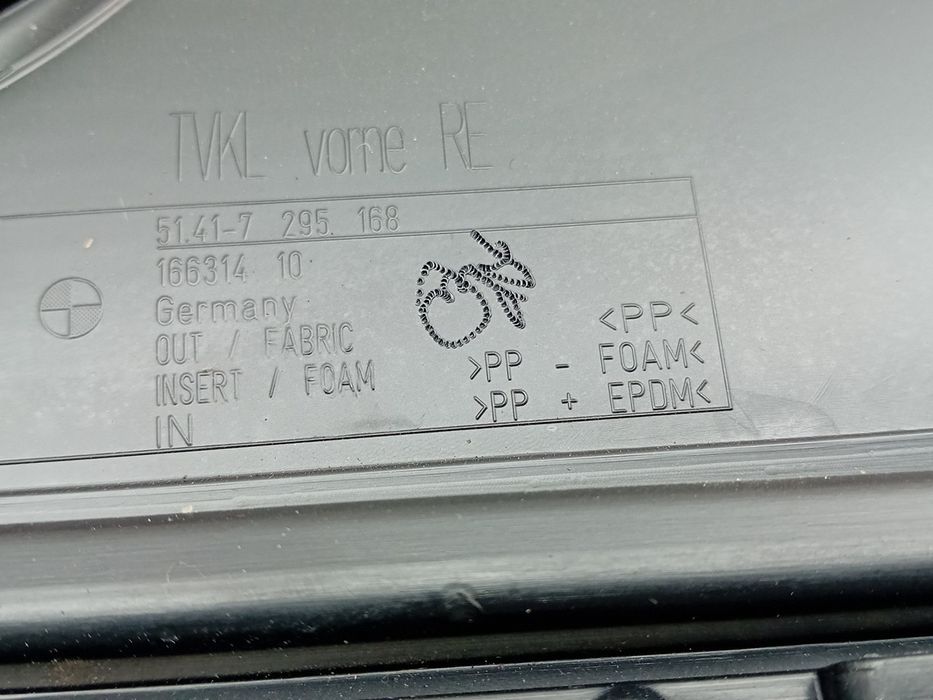 TVKL vorne RE
51.41-7 295. 168
166314 10
Germany
OUT / FABRIC <PP<
INSERT / FOAM >PP - FOAM<
IN >PP + EPDM<